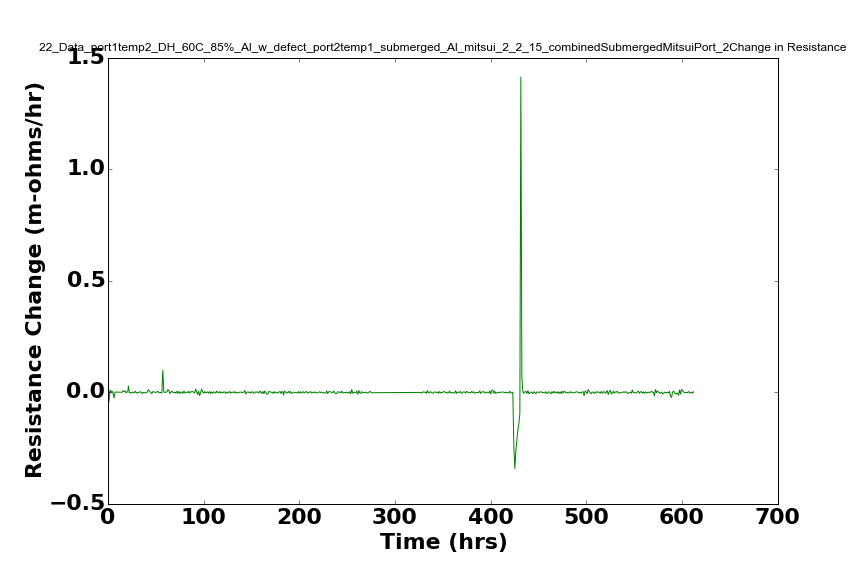 22_Data_port1temp2_DH_60C_85%_Al_w_defect_port2temp1_submerged_Al_mitsui_2_2_15_combinedSubmergedMitsuiPort_2Change in Resistance
1.5
1.0
0.5
0.0
−0.5
Resistance Change (m-ohms/hr)
0 100 200 300 400 500 600 700
Time (hrs)